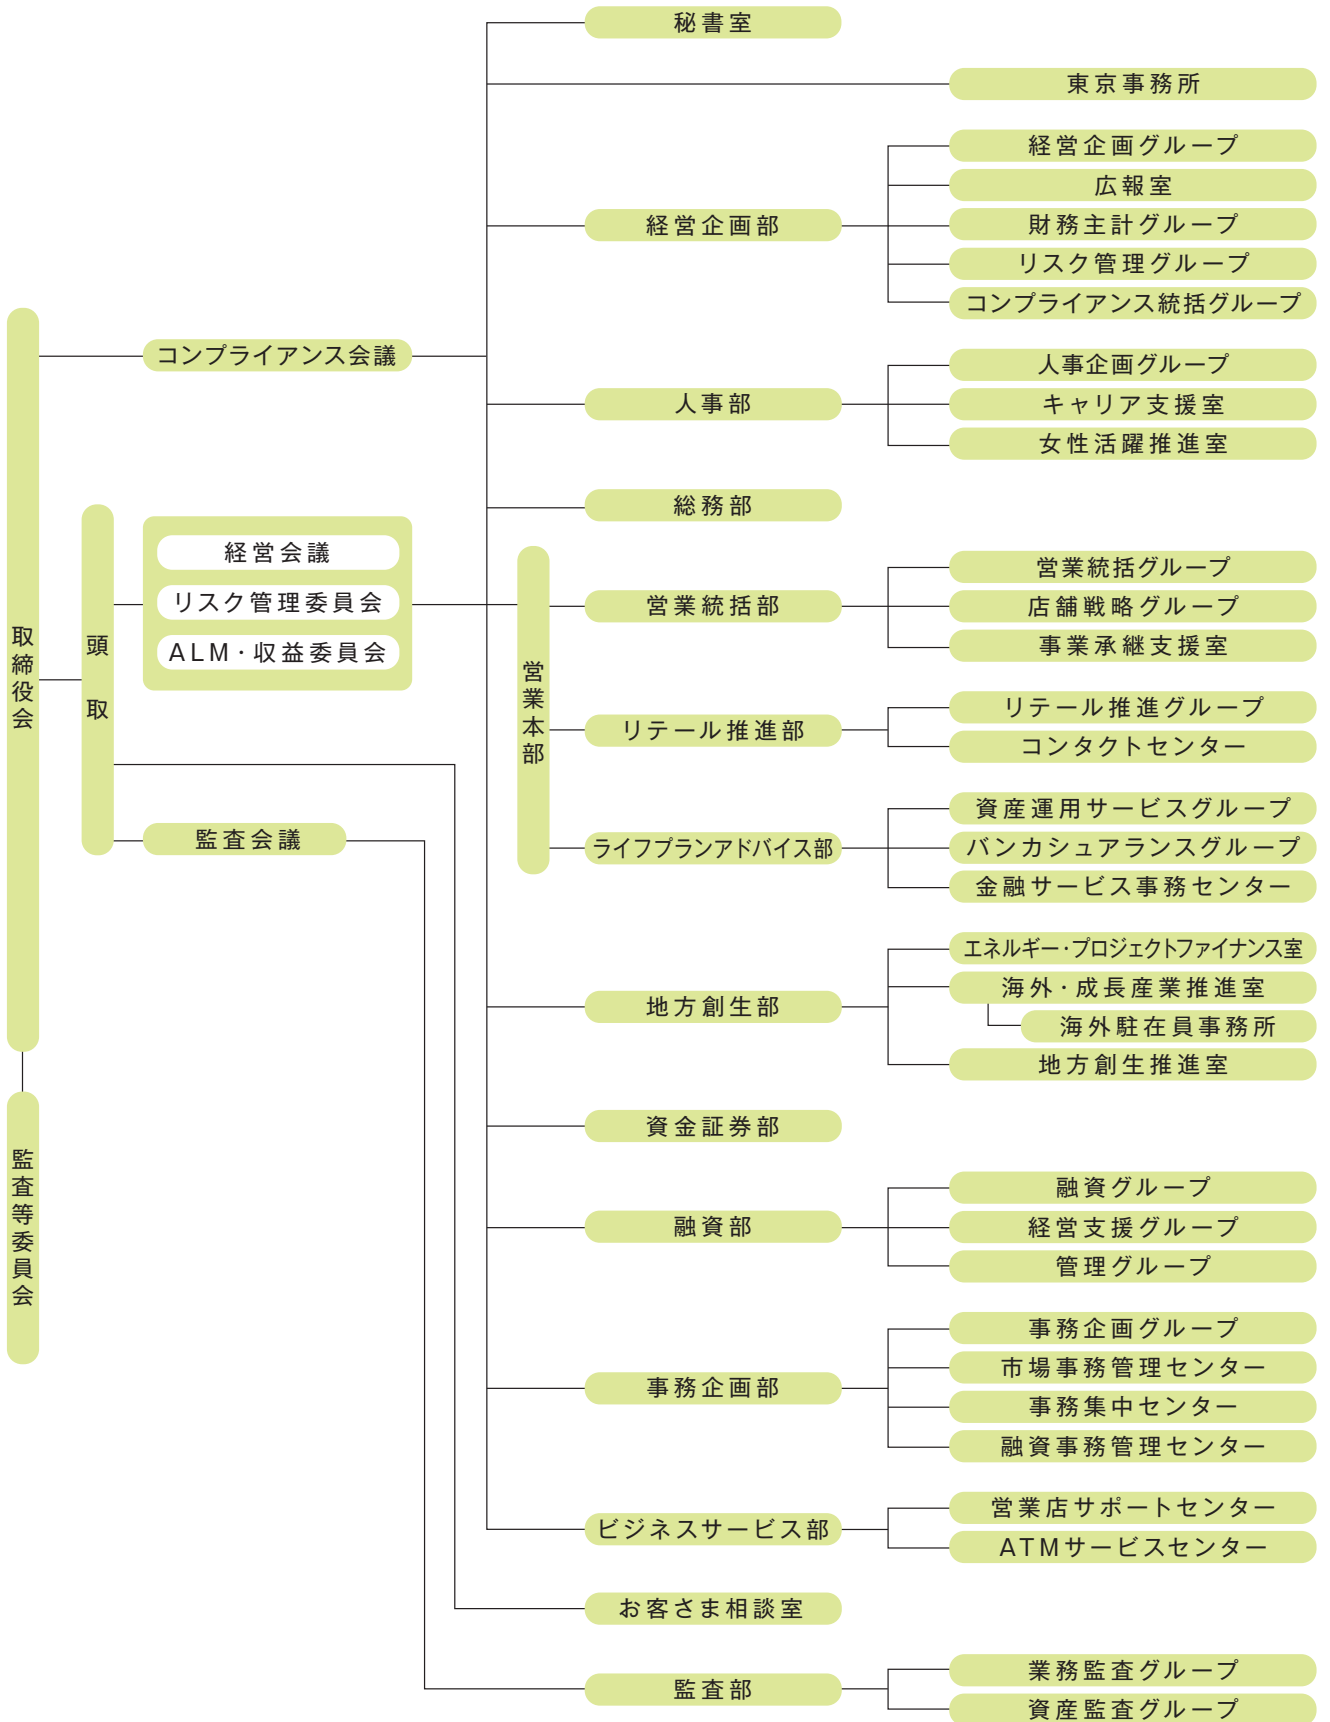 取締役会
監査等委員会
コンプライアンス会議
頭取
経営会議
リスク管理委員会
ALM・収益委員会
監査会議
秘書室
東京事務所
経営企画部
経営企画グループ
広報室
財務主計グループ
リスク管理グループ
コンプライアンス統括グループ
人事部
人事企画グループ
キャリア支援室
女性活躍推進室
総務部
営業本部
営業統括部
営業統括グループ
店舗戦略グループ
事業承継支援室
リテール推進部
リテール推進グループ
コンタクトセンター
ライフプランアドバイス部
資産運用サービスグループ
バンカシュアランスグループ
金融サービス事務センター
地方創生部
エネルギー・プロジェクトファイナンス室
海外・成長産業推進室
海外駐在員事務所
地方創生推進室
資金証券部
融資部
融資グループ
経営支援グループ
管理グループ
事務企画部
事務企画グループ
市場事務管理センター
事務集中センター
融資事務管理センター
ビジネスサービス部
営業店サポートセンター
ATMサービスセンター
お客さま相談室
監査部
業務監査グループ
資産監査グループ